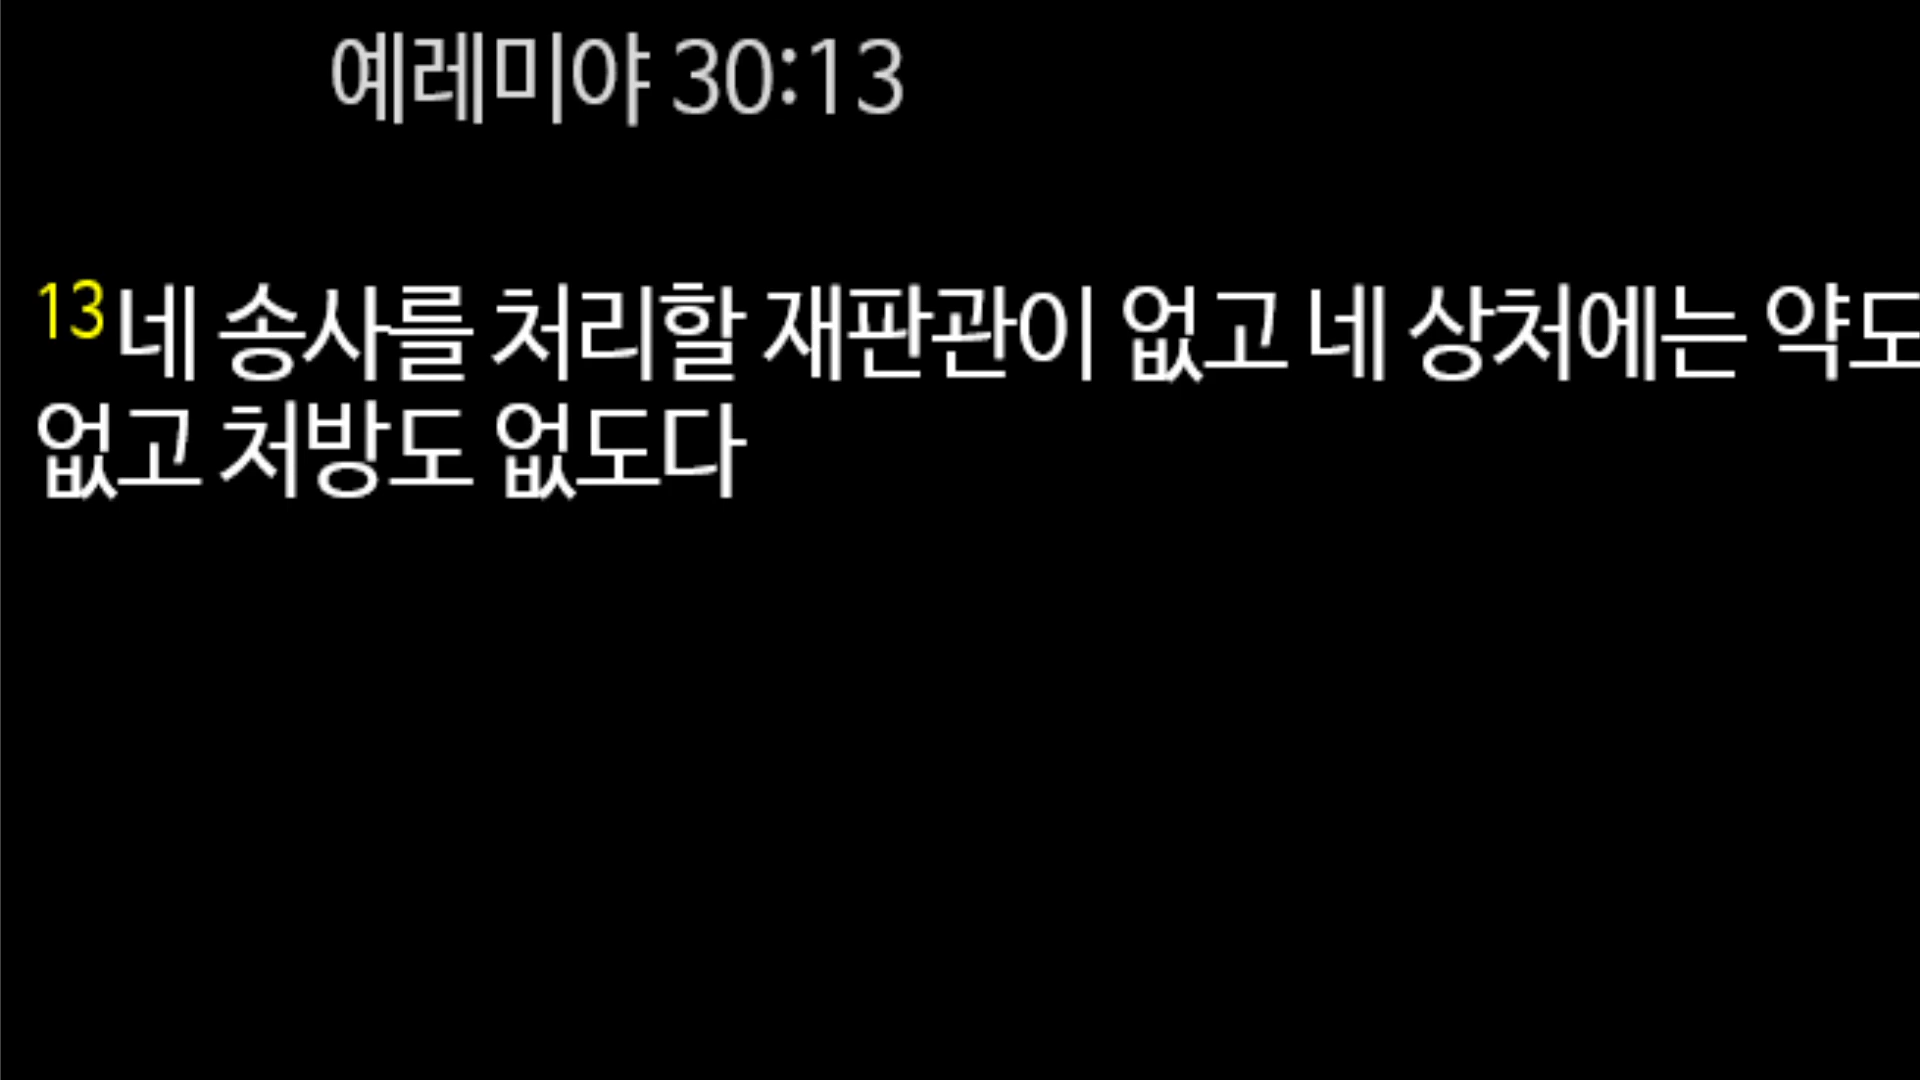 예레미야 30:13
13 네 송사를 처리할 재판관이 없고 네 상처에는 약도
없고 처방도 없도다